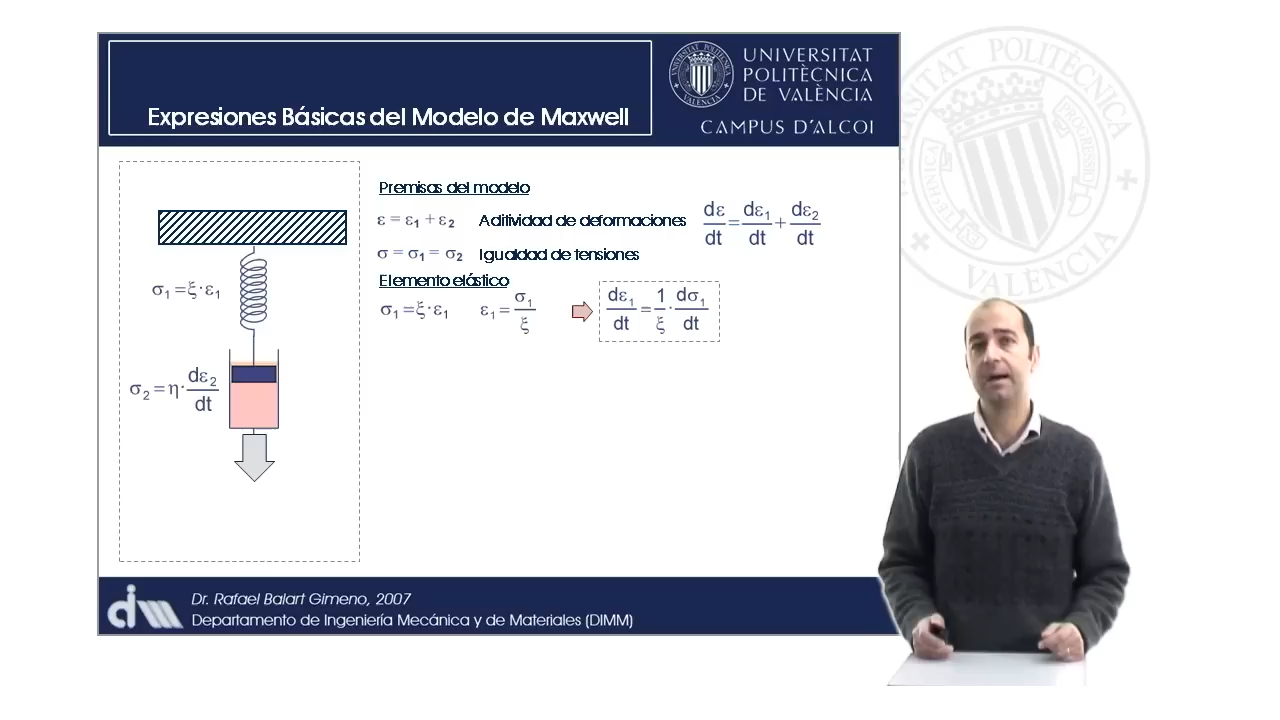 UNIVERSITAT
POLITÈCNICA
DE VALÈNCIA
CAMPUS D'ALCOI
Expresiones Básicas del Modelo de Maxwell
Premisas del modelo
ε = ε₁ + ε₂ Aditividad de deformaciones dε/dt = dε₁/dt + dε₂/dt
σ = σ₁ = σ₂ Igualdad de tensiones
Elemento elástico
σ₁ = ξ · ε₁ ε₁ = σ₁/ξ dε₁/dt = 1/ξ · dσ₁/dt
σ₁ = ξ · ε₁
σ₂ = η · dε₂/dt
dim
Dr. Rafael Balart Gimeno, 2007
Departamento de Ingeniería Mecánica y de Materiales (DIMM)